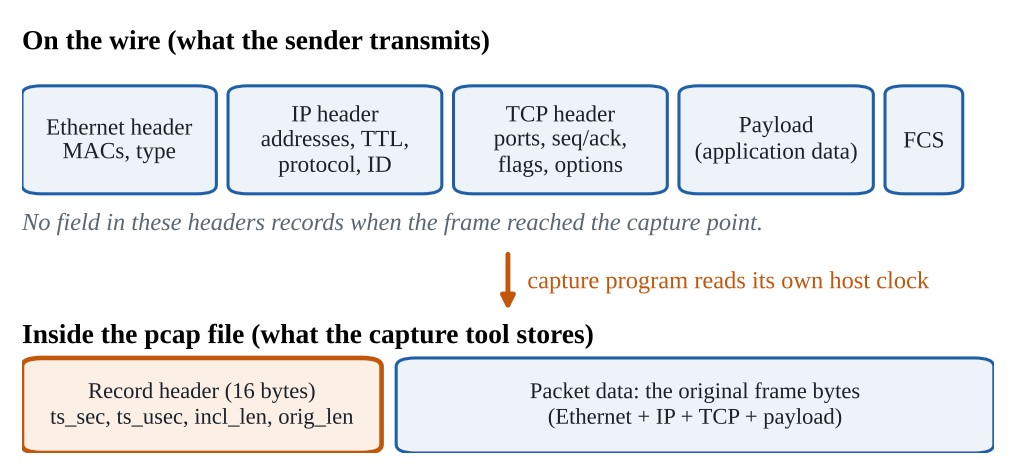 On the wire (what the sender transmits)
Ethernet header
MACs, type
IP header
addresses, TTL,
protocol, ID
TCP header
ports, seq/ack,
flags, options
Payload
(application data)
FCS
No field in these headers records when the frame reached the capture point.
capture program reads its own host clock
Inside the pcap file (what the capture tool stores)
Record header (16 bytes)
ts_sec, ts_usec, incl_len, orig_len
Packet data: the original frame bytes
(Ethernet + IP + TCP + payload)